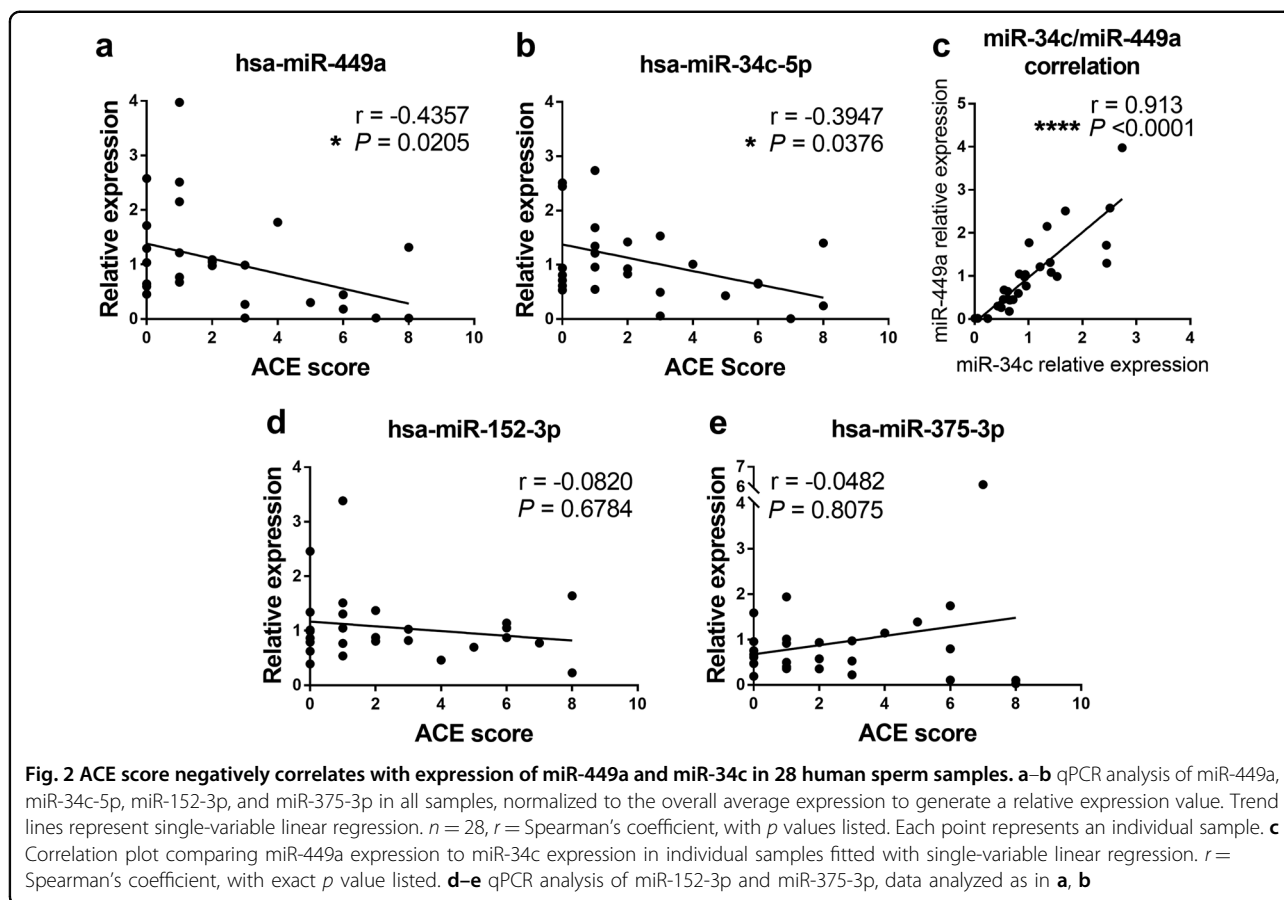 a
hsa-miR-449a
r = -0.4357
* P = 0.0205
Relative expression
4
3
2
1
0
0 2 4 6 8 10
ACE score
b
hsa-miR-34c-5p
r = -0.3947
* P = 0.0376
Relative expression
4
3
2
1
0
0 2 4 6 8 10
ACE Score
c
miR-34c/miR-449a
correlation
r = 0.913
**** P <0.0001
miR-449a relative expression
5
4
3
2
1
0
0 1 2 3 4
miR-34c relative expression
d
hsa-miR-152-3p
r = -0.0820
P = 0.6784
Relative expression
4
3
2
1
0
0 2 4 6 8 10
ACE score
e
hsa-miR-375-3p
r = -0.0482
P = 0.8075
Relative expression
7
6
4
3
2
1
0
0 2 4 6 8 10
ACE score
Fig. 2 ACE score negatively correlates with expression of miR-449a and miR-34c in 28 human sperm samples. a–b qPCR analysis of miR-449a,
miR-34c-5p, miR-152-3p, and miR-375-3p in all samples, normalized to the overall average expression to generate a relative expression value. Trend
lines represent single-variable linear regression. n = 28, r = Spearman's coefficient, with p values listed. Each point represents an individual sample. c
Correlation plot comparing miR-449a expression to miR-34c expression in individual samples fitted with single-variable linear regression. r =
Spearman's coefficient, with exact p value listed. d–e qPCR analysis of miR-152-3p and miR-375-3p, data analyzed as in a, b